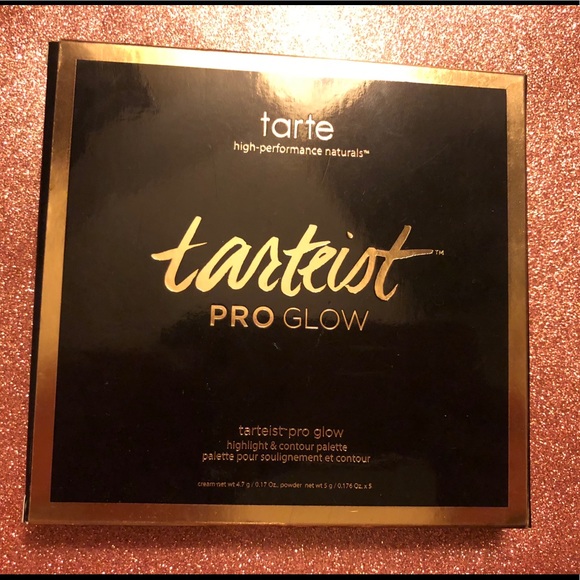 tarte
high-performance naturals™
tarteist™
PRO GLOW
tarteist™ pro glow
highlight & contour palette
palette pour soulignement et contour
cream net wt 4.7 g / 0.17 Oz., powder net wt 5 g / 0.176 Oz. x 5